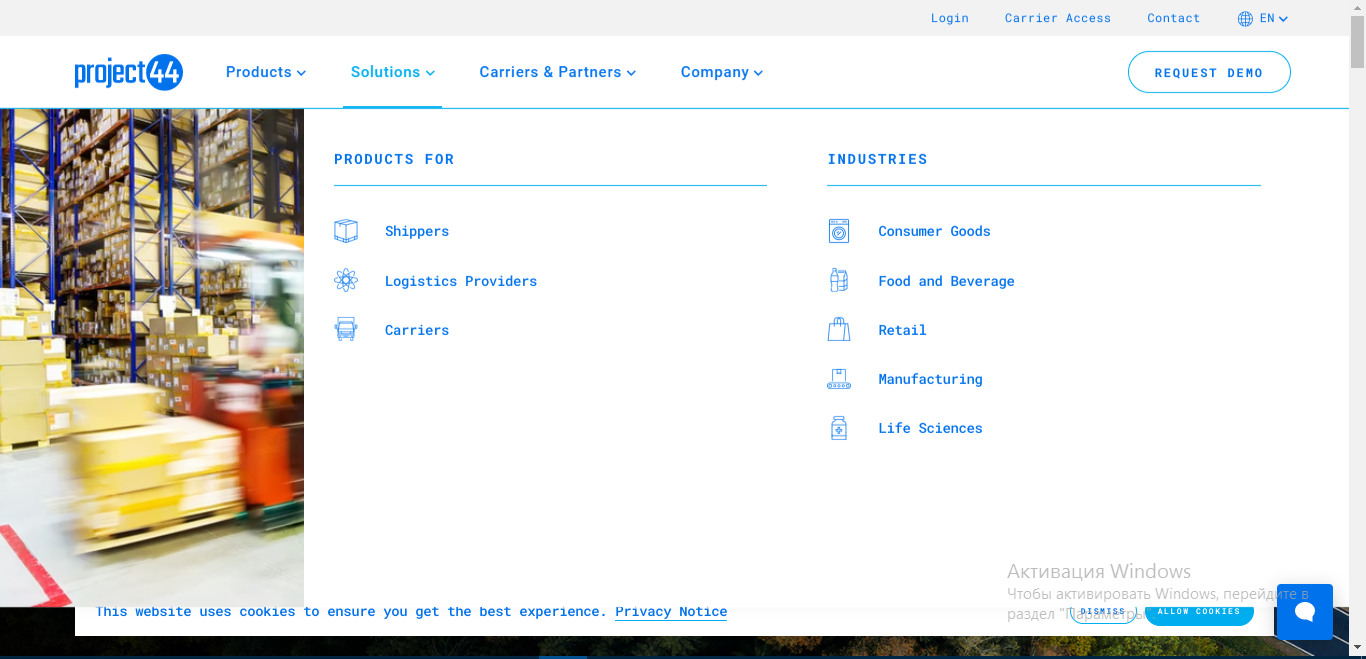 Login Carrier Access Contact EN
project44 Products Solutions Carriers & Partners Company REQUEST DEMO
PRODUCTS FOR
Shippers
Logistics Providers
Carriers
INDUSTRIES
Consumer Goods
Food and Beverage
Retail
Manufacturing
Life Sciences
Активация Windows
Чтобы активировать Windows, перейдите в
раздел "Параметры
This website uses cookies to ensure you get the best experience. Privacy Notice
DISMISS
ALLOW COOKIES